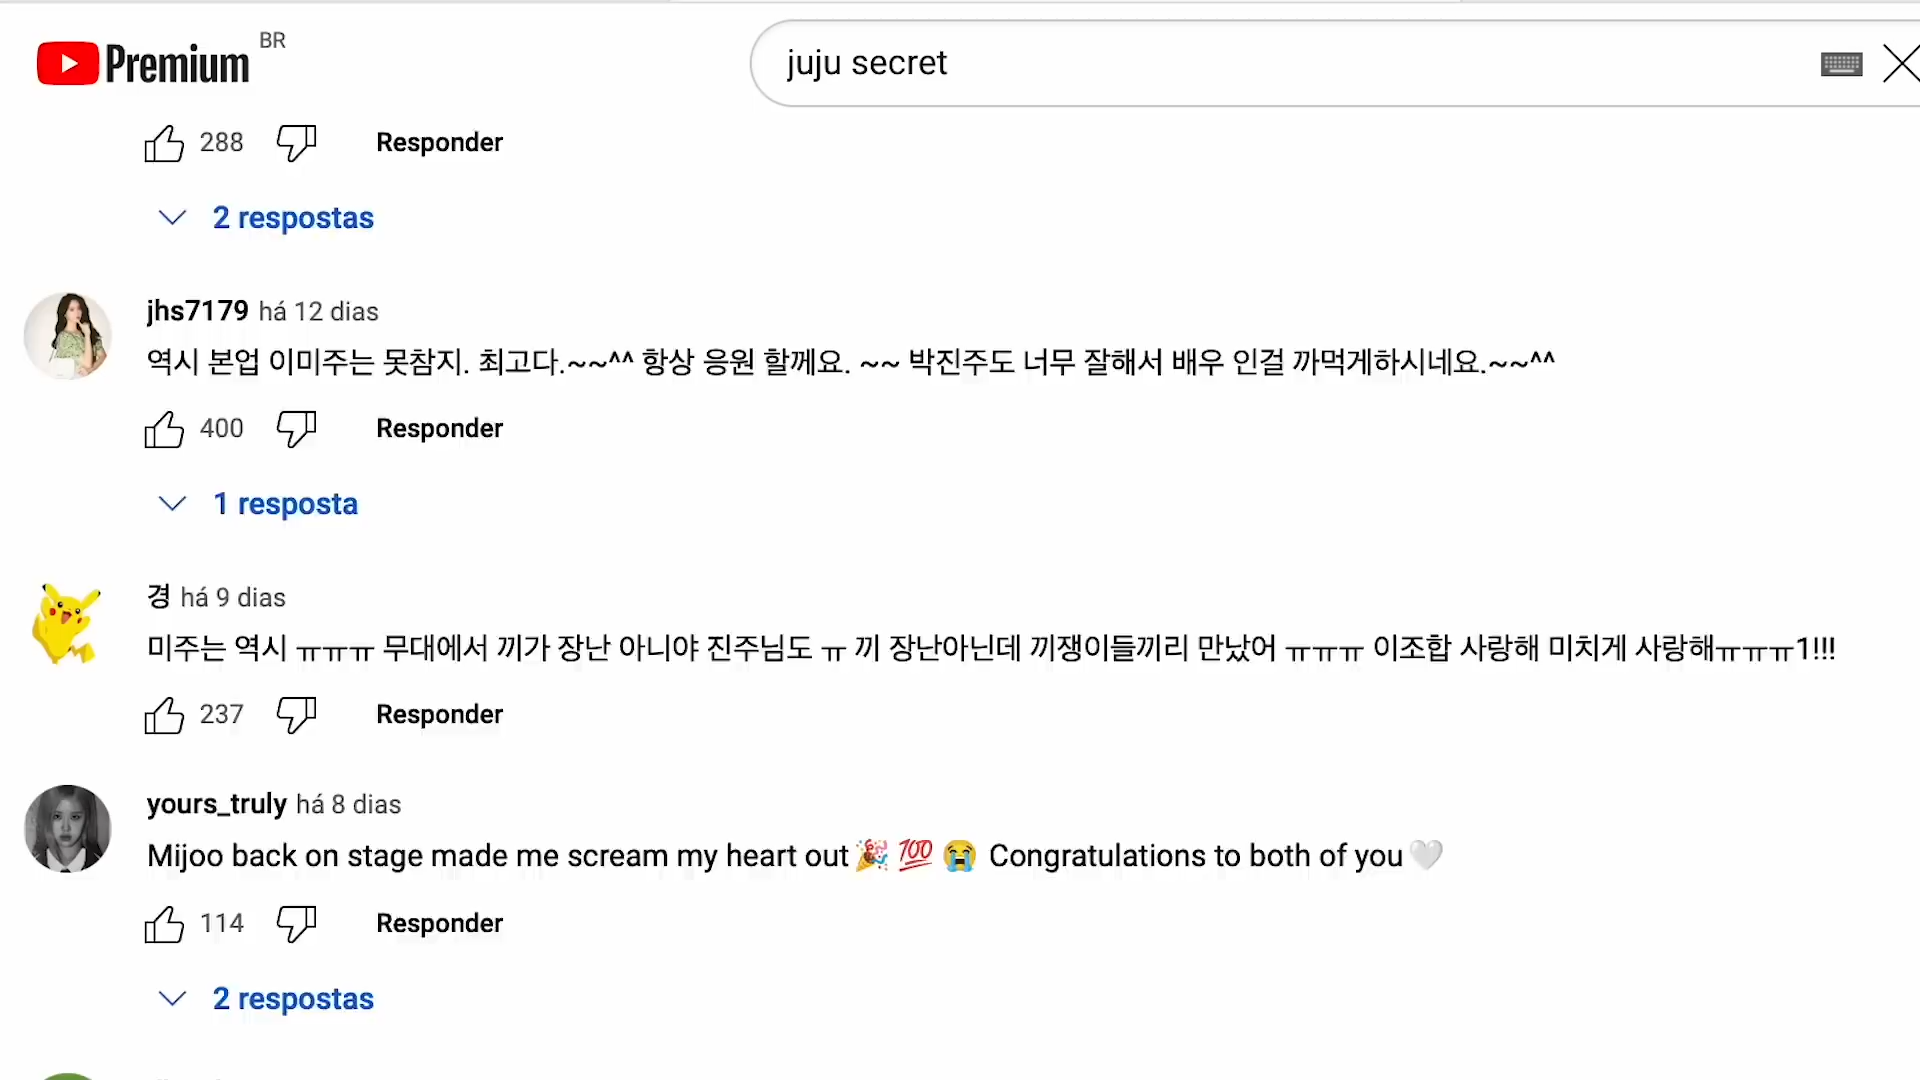 Premium BR
juju secret
288 Responder
2 respostas
jhs7179 há 12 dias
역시 본업 이미주는 못참지. 최고다.~~^^ 항상 응원 할께요. ~~ 박진주도 너무 잘해서 배우 인걸 까먹게하시네요.~~^^
400 Responder
1 resposta
경 há 9 dias
미주는 역시 ㅠㅠㅠ 무대에서 끼가 장난 아니야 진주님도 ㅠ 끼 장난아닌데 끼쟁이들끼리 만났어 ㅠㅠㅠ 이조합 사랑해 미치게 사랑해ㅠㅠㅠ1!!!
237 Responder
yours_truly há 8 dias
Mijoo back on stage made me scream my heart out🎉💯😭 Congratulations to both of you🤍
114 Responder
2 respostas